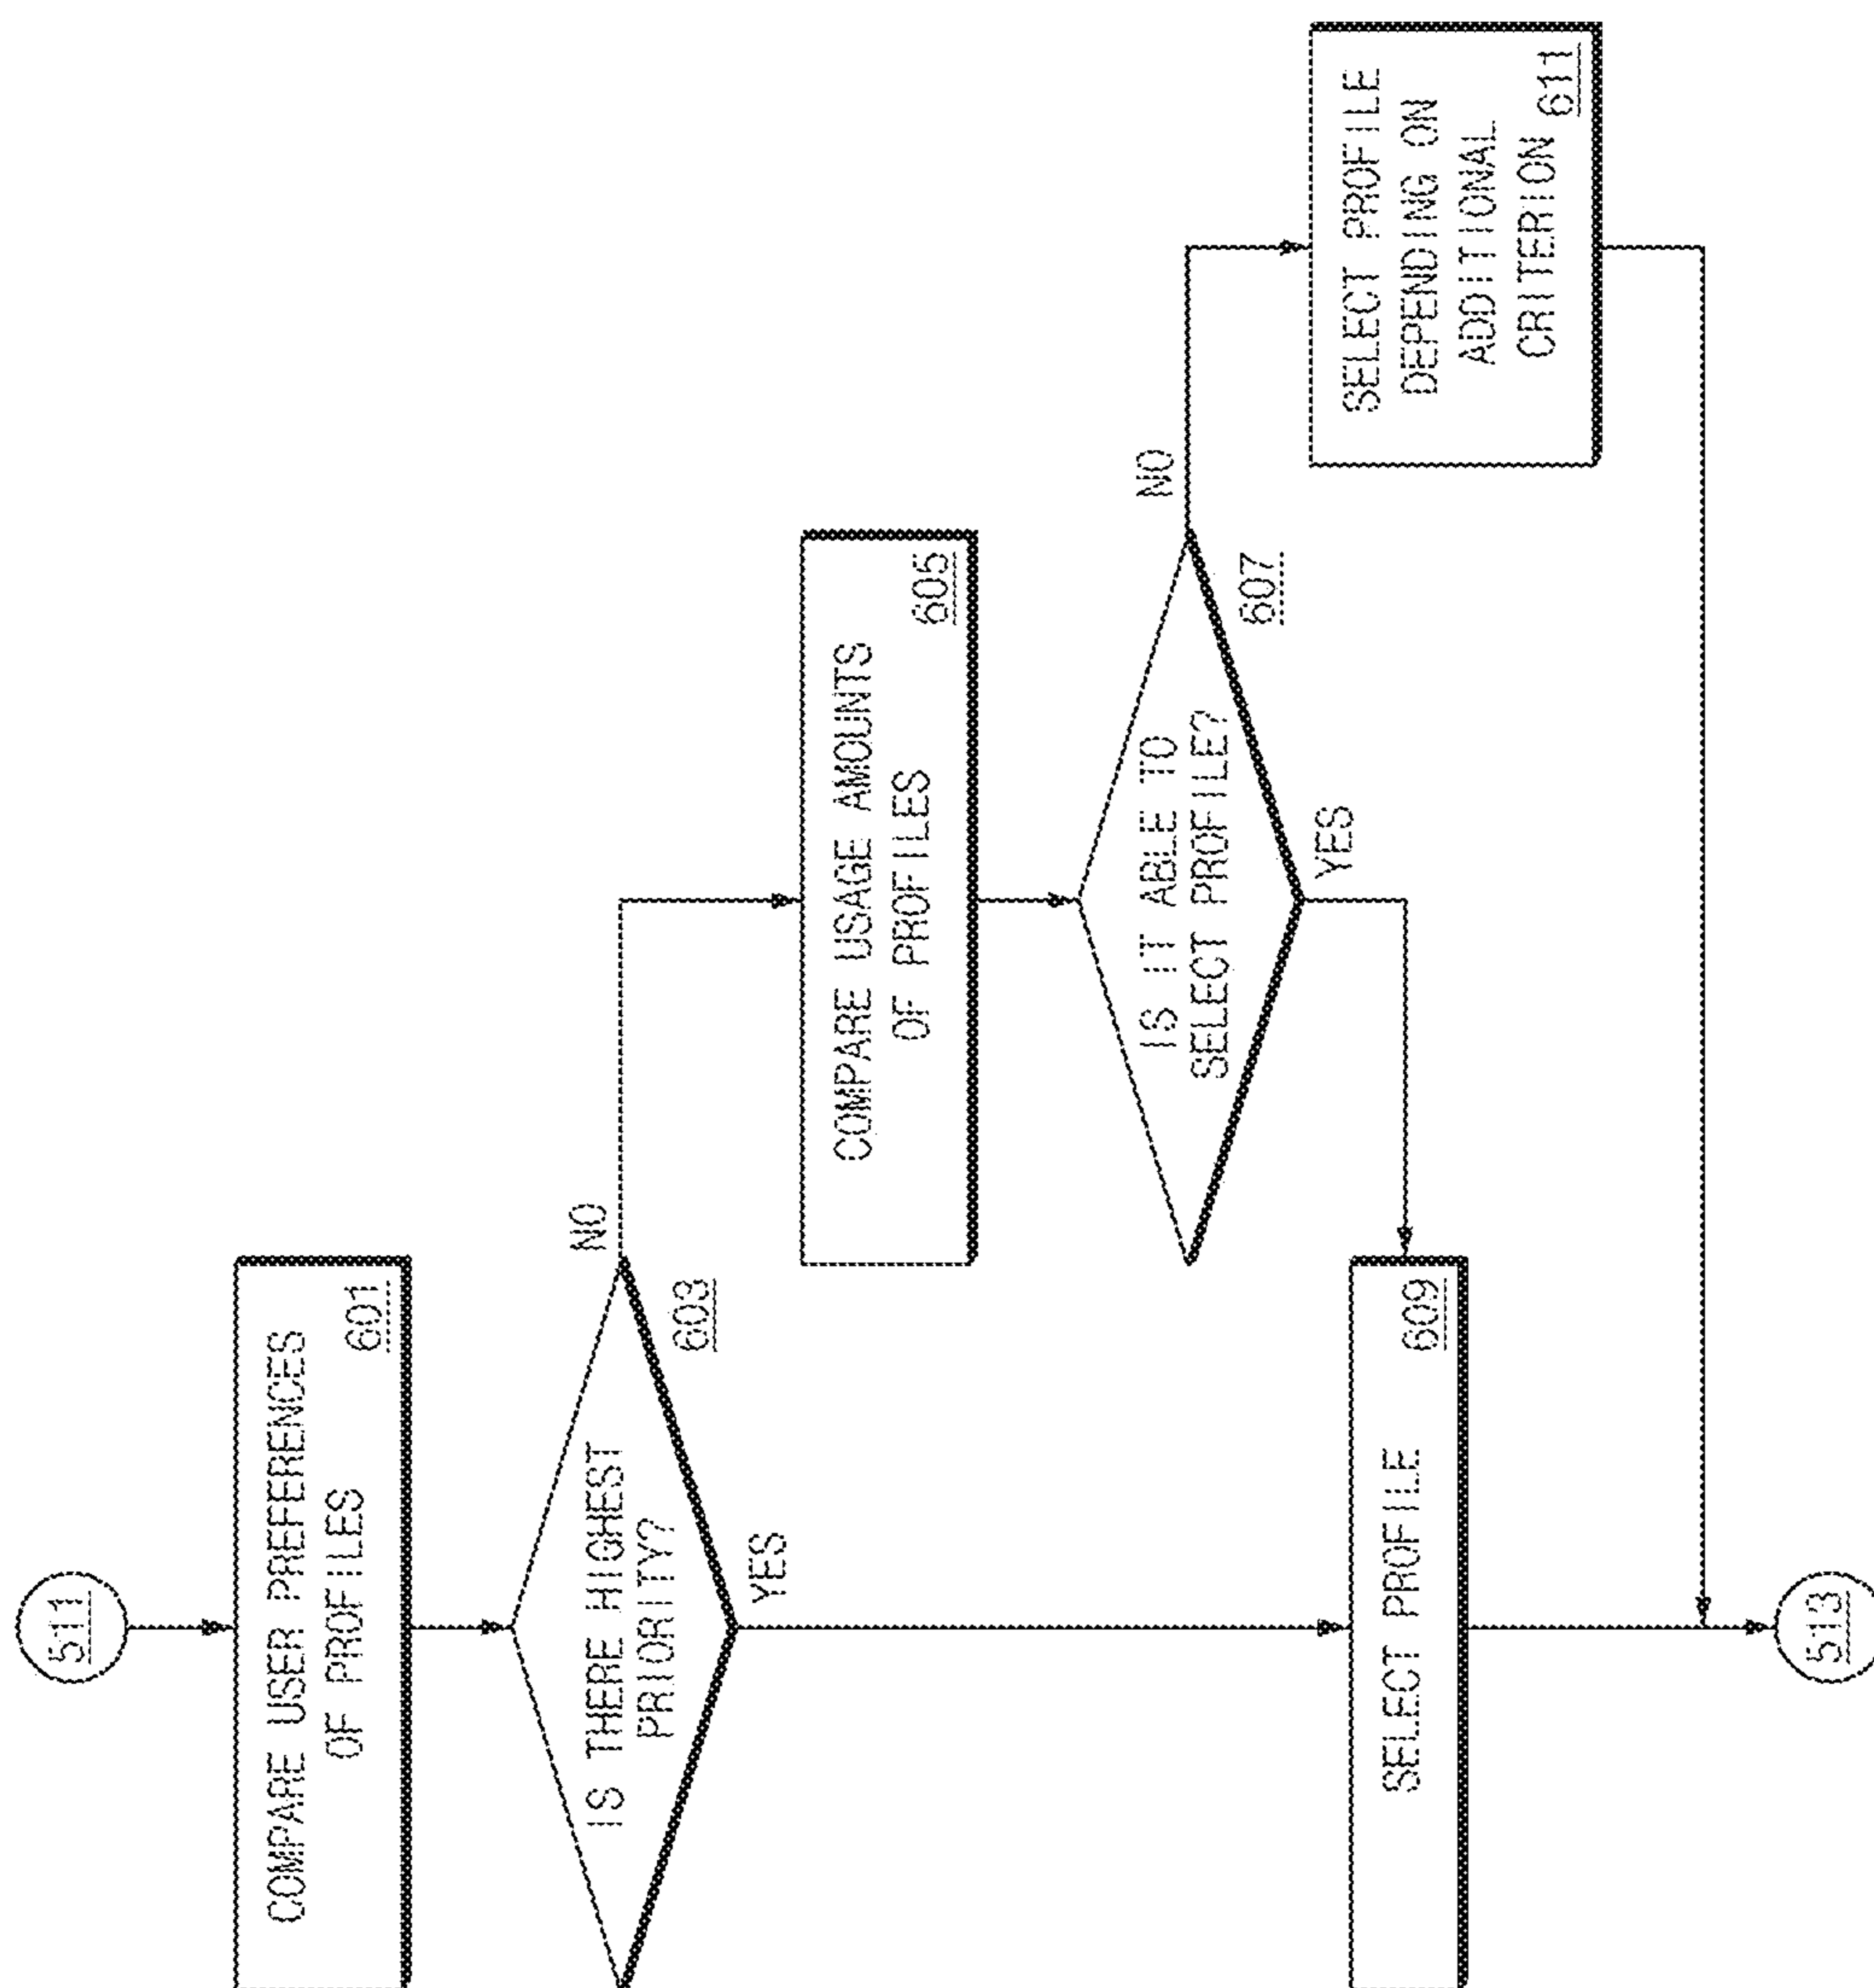 511
COMPARE USER PREFERENCES
OF PROFILES
601
IS THERE HIGHEST
PRIORITY?
603
NO
YES
COMPARE USAGE AMOUNTS
OF PROFILES
605
IS IT ABLE TO
SELECT PROFILE?
607
NO
YES
SELECT PROFILE
609
SELECT PROFILE
DEPENDING ON
ADDITIONAL
CRITERION 611
513